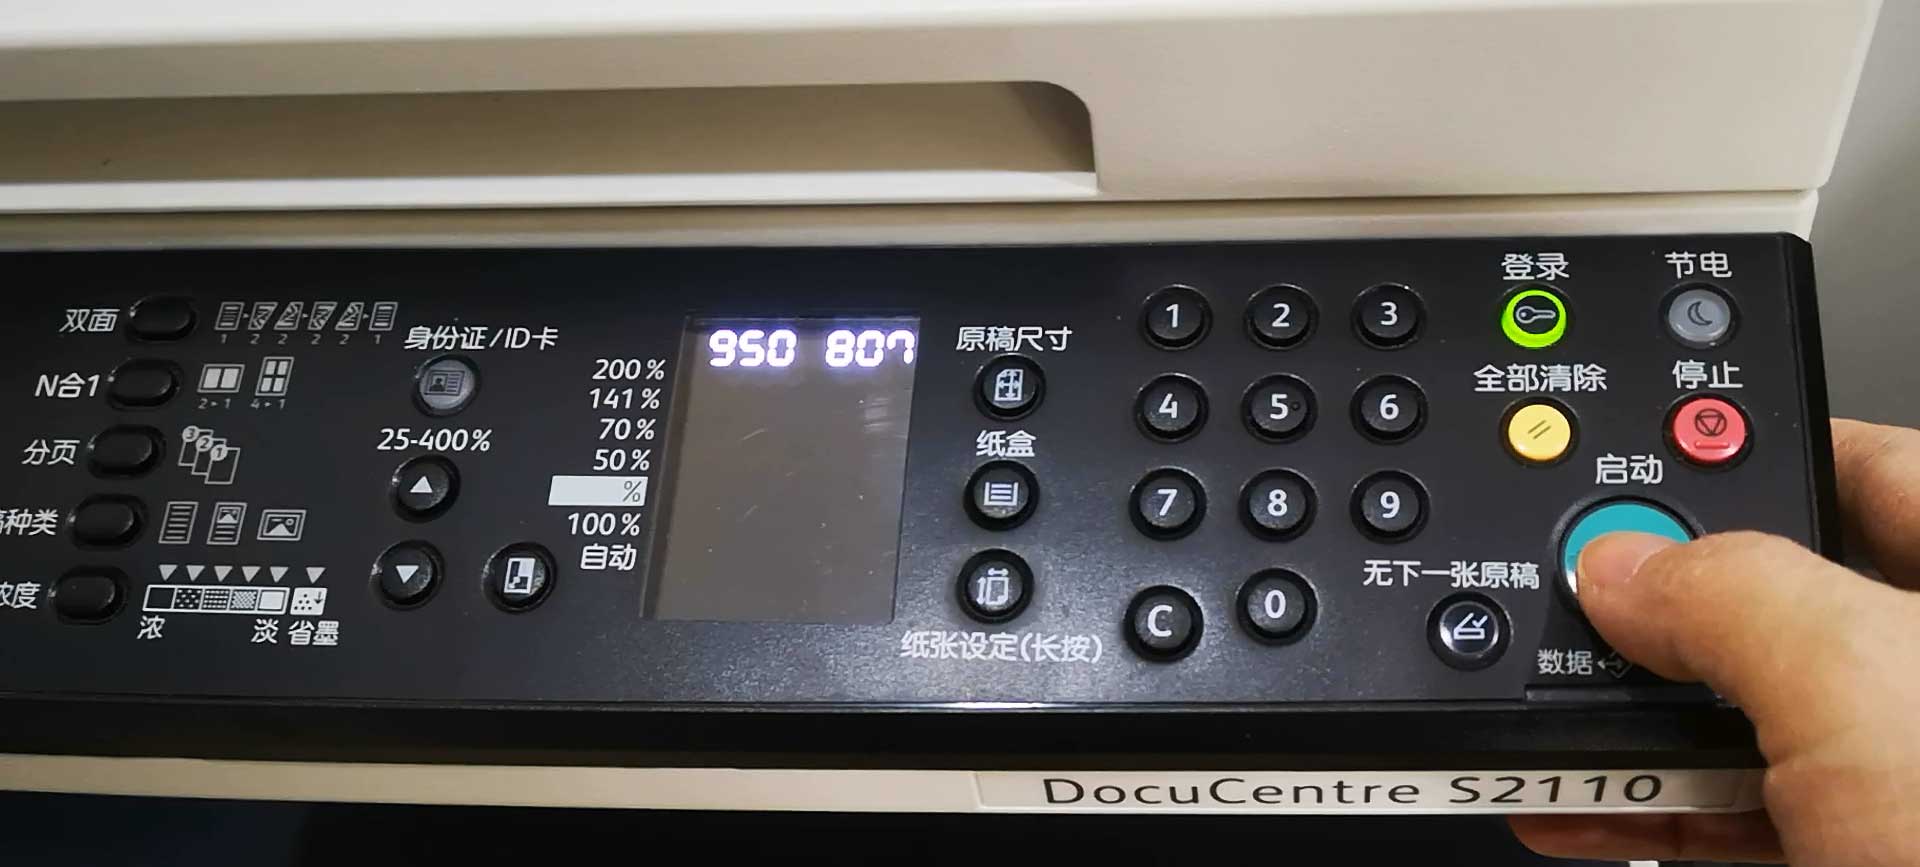 双面
1 2 2 2 2 1
N合1
2▸1 4▸1
分页
3 2 1
种类
浓 淡 省墨
身份证/ID卡
25-400%
200%
141%
70%
50%
%
100%
自动
950 807
原稿尺寸
纸盒
纸张设定(长按)
1 2 3
4 5 6
7 8 9
C 0
登录
节电
全部清除
停止
启动
无下一张原稿
数据
DocuCentre S2110